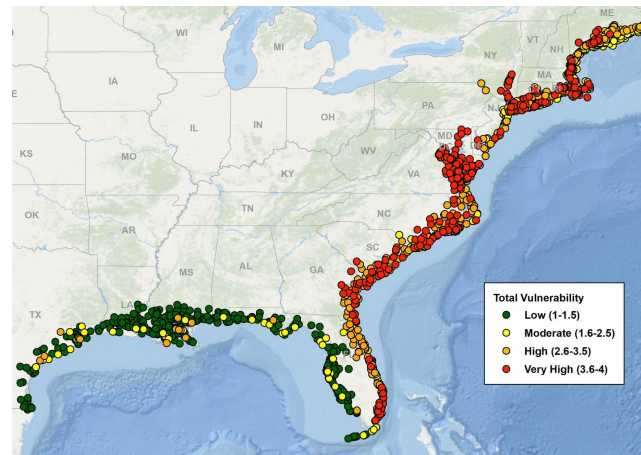 ME
WI
VT
MI
NH
NY
MA
IA
PA
NJ
OH
IL
IN
MD
WV
KS
MO
VA
KY
NC
TN
OK
AR
SC
MS
AL
GA
TX
LA
Total Vulnerability
Low (1-1.5)
Moderate (1.6-2.5)
High (2.6-3.5)
Very High (3.6-4)